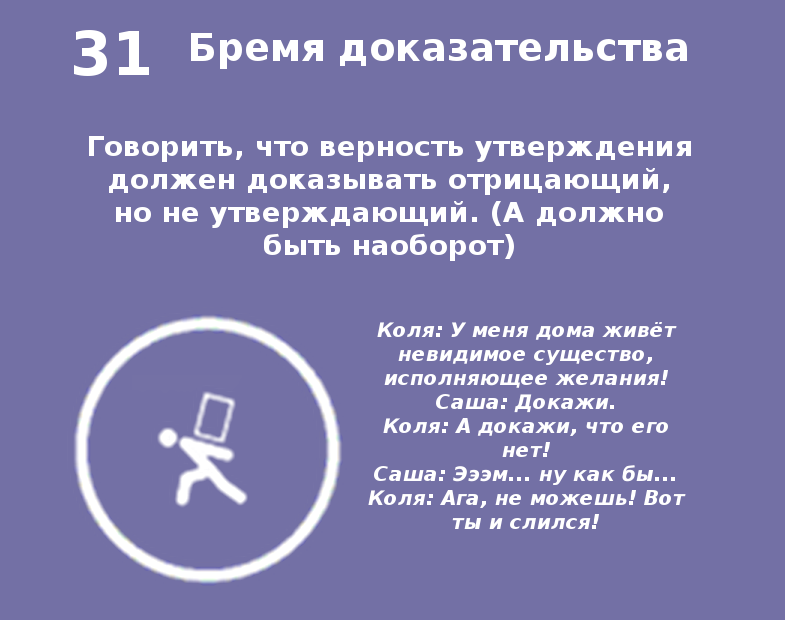 31 Бремя доказательства
Говорить, что верность утверждения
должен доказывать отрицающий,
но не утверждающий. (А должно
быть наоборот)
Коля: У меня дома живёт
невидимое существо,
исполняющее желания!
Саша: Докажи.
Коля: А докажи, что его
нет!
Саша: Эээм... ну как бы...
Коля: Ага, не можешь! Вот
ты и слился!